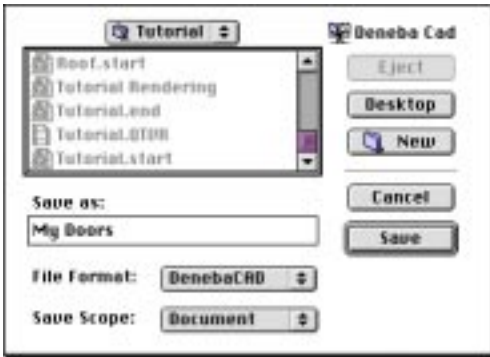 Tutorial
Deneba Cad
Roof.start
Tutorial Rendering
Tutorial.end
Tutorial.QTVR
Tutorial.start
Eject
Desktop
New
Save as:
My Doors
Cancel
Save
File Format: DenebaCAD
Save Scope: Document